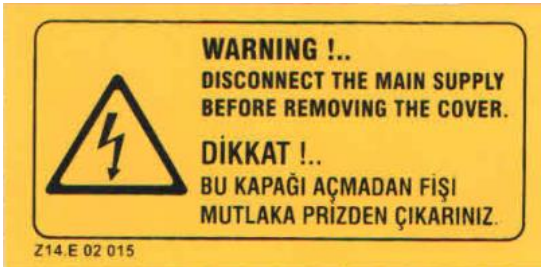 WARNING !..
DISCONNECT THE MAIN SUPPLY
BEFORE REMOVING THE COVER.
DİKKAT !..
BU KAPAĞI AÇMADAN FİŞI
MUTLAKA PRİZDEN ÇIKARINIZ.
Z14.E 02 015